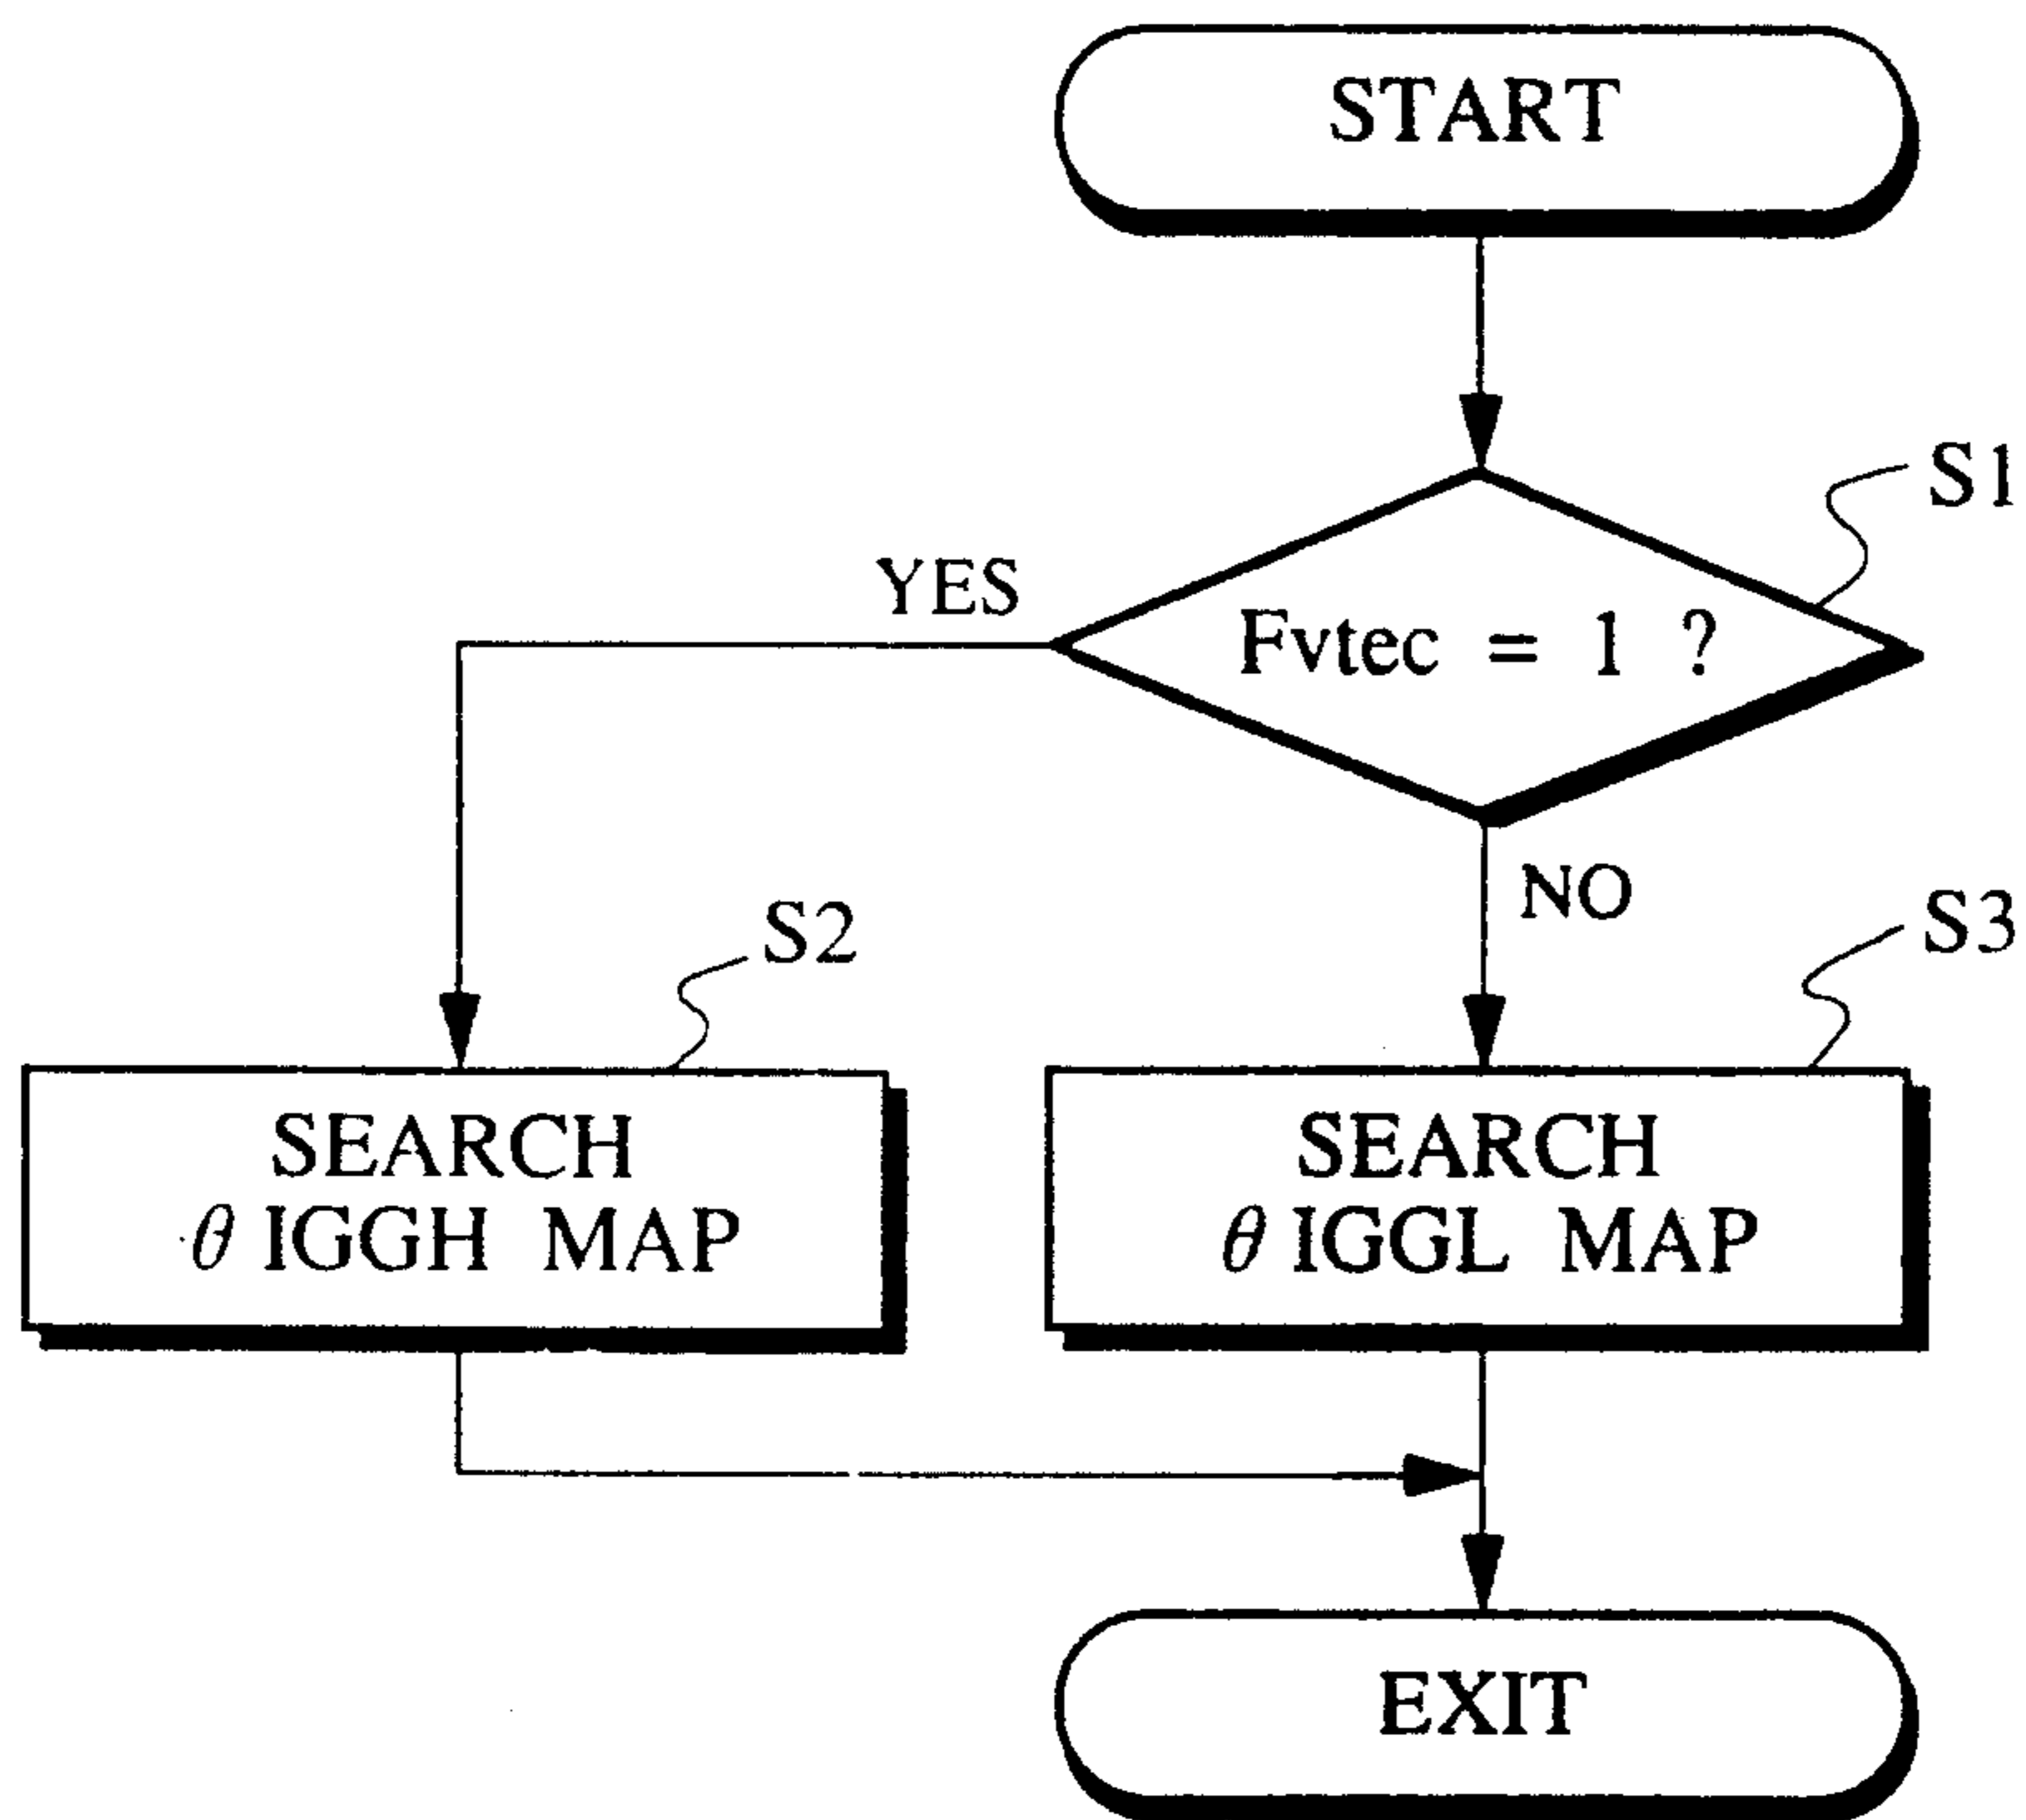 START
S1
YES
Fvtec = 1 ?
NO
S2
S3
SEARCH
θ IGGH MAP
SEARCH
θ IGGL MAP
EXIT